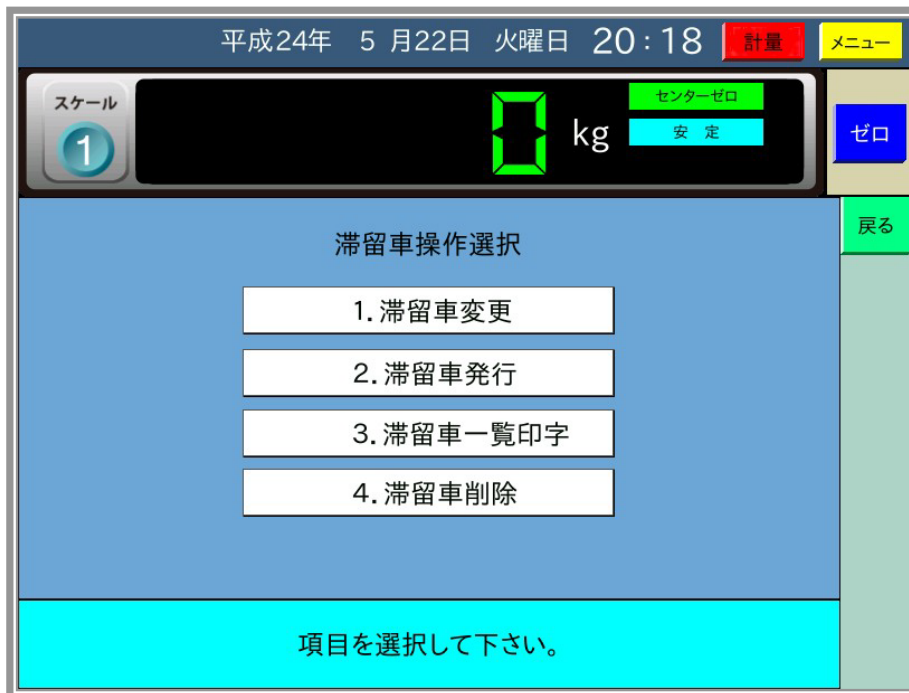 平成24年 5月22日 火曜日 20:18 計量 メニュー
スケール
1
0 kg
センターゼロ
安定
ゼロ
戻る
滞留車操作選択
1.滞留車変更
2.滞留車発行
3.滞留車一覧印字
4.滞留車削除
項目を選択して下さい。